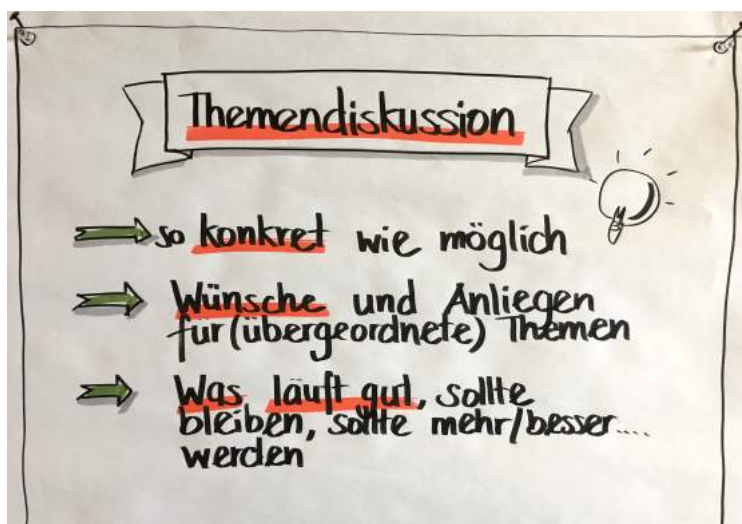 Themendiskussion
so konkret wie möglich
Wünsche und Anliegen
für (übergeordnete) Themen
Was läuft gut, sollte
bleiben, sollte mehr/besser....
werden